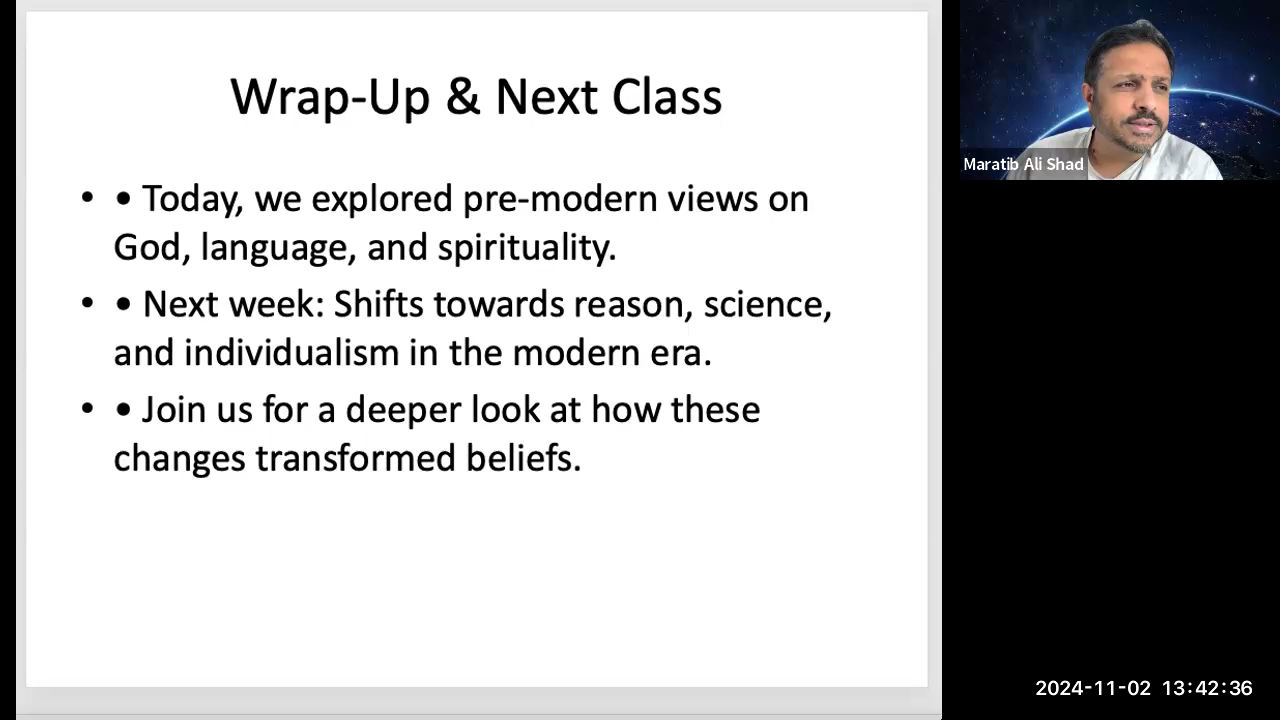 Wrap-Up & Next Class
• • Today, we explored pre-modern views on
God, language, and spirituality.
• • Next week: Shifts towards reason, science,
and individualism in the modern era.
• • Join us for a deeper look at how these
changes transformed beliefs.
Maratib Ali Shad
2024-11-02 13:42:36